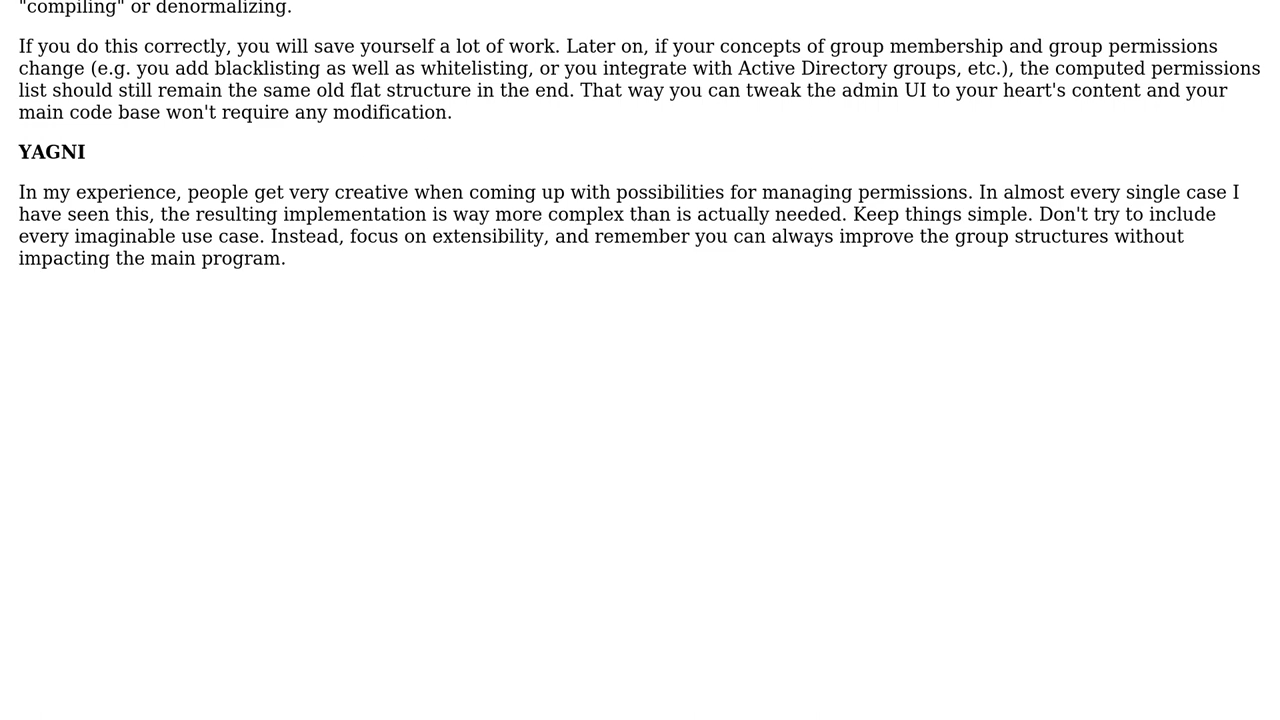 "compiling" or denormalizing.
If you do this correctly, you will save yourself a lot of work. Later on, if your concepts of group membership and group permissions
change (e.g. you add blacklisting as well as whitelisting, or you integrate with Active Directory groups, etc.), the computed permissions
list should still remain the same old flat structure in the end. That way you can tweak the admin UI to your heart's content and your
main code base won't require any modification.
YAGNI
In my experience, people get very creative when coming up with possibilities for managing permissions. In almost every single case I
have seen this, the resulting implementation is way more complex than is actually needed. Keep things simple. Don't try to include
every imaginable use case. Instead, focus on extensibility, and remember you can always improve the group structures without
impacting the main program.